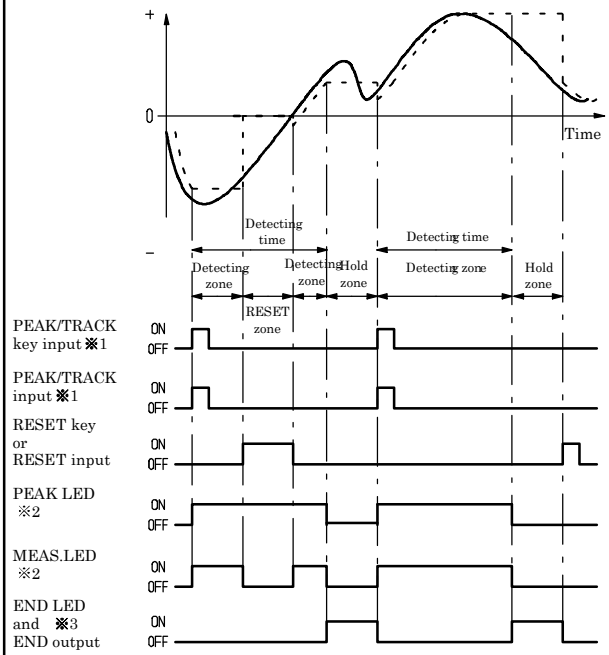 +
0
Time
−
Detecting
time
Detecting time
Detecting
zone
Detecting
zone
Hold
zone
Detecting zone
Hold
zone
RESET
zone
PEAK/TRACK
key input ※1
ON
OFF
PEAK/TRACK
input ※1
ON
OFF
RESET key
or
RESET input
ON
OFF
PEAK LED
※2
ON
OFF
MEAS.LED
※2
ON
OFF
END LED
and ※3
END output
ON
OFF